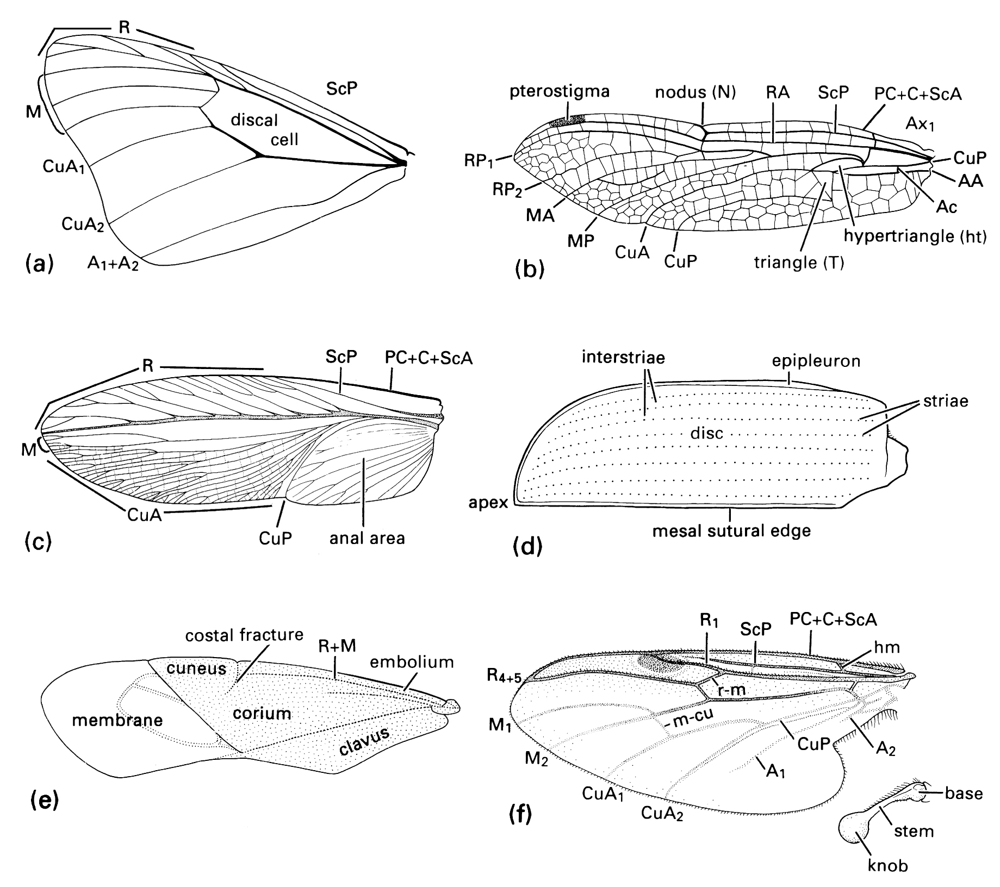 R
ScP
M
discal
cell
CuA1
CuA2
A1+A2
(a)
pterostigma
nodus (N)
RA
ScP
PC+C+ScA
Ax1
RP1
CuP
RP2
AA
MA
Ac
MP
hypertriangle (ht)
CuA
CuP
triangle (T)
(b)
R
ScP
PC+C+ScA
M
CuA
CuP
anal area
(c)
interstriae
epipleuron
striae
disc
apex
mesal sutural edge
(d)
costal fracture
R+M
embolium
cuneus
corium
membrane
clavus
(e)
R1
ScP
PC+C+ScA
hm
R4+5
r-m
m-cu
M1
CuP
A2
M2
A1
CuA1
CuA2
(f)
base
stem
knob